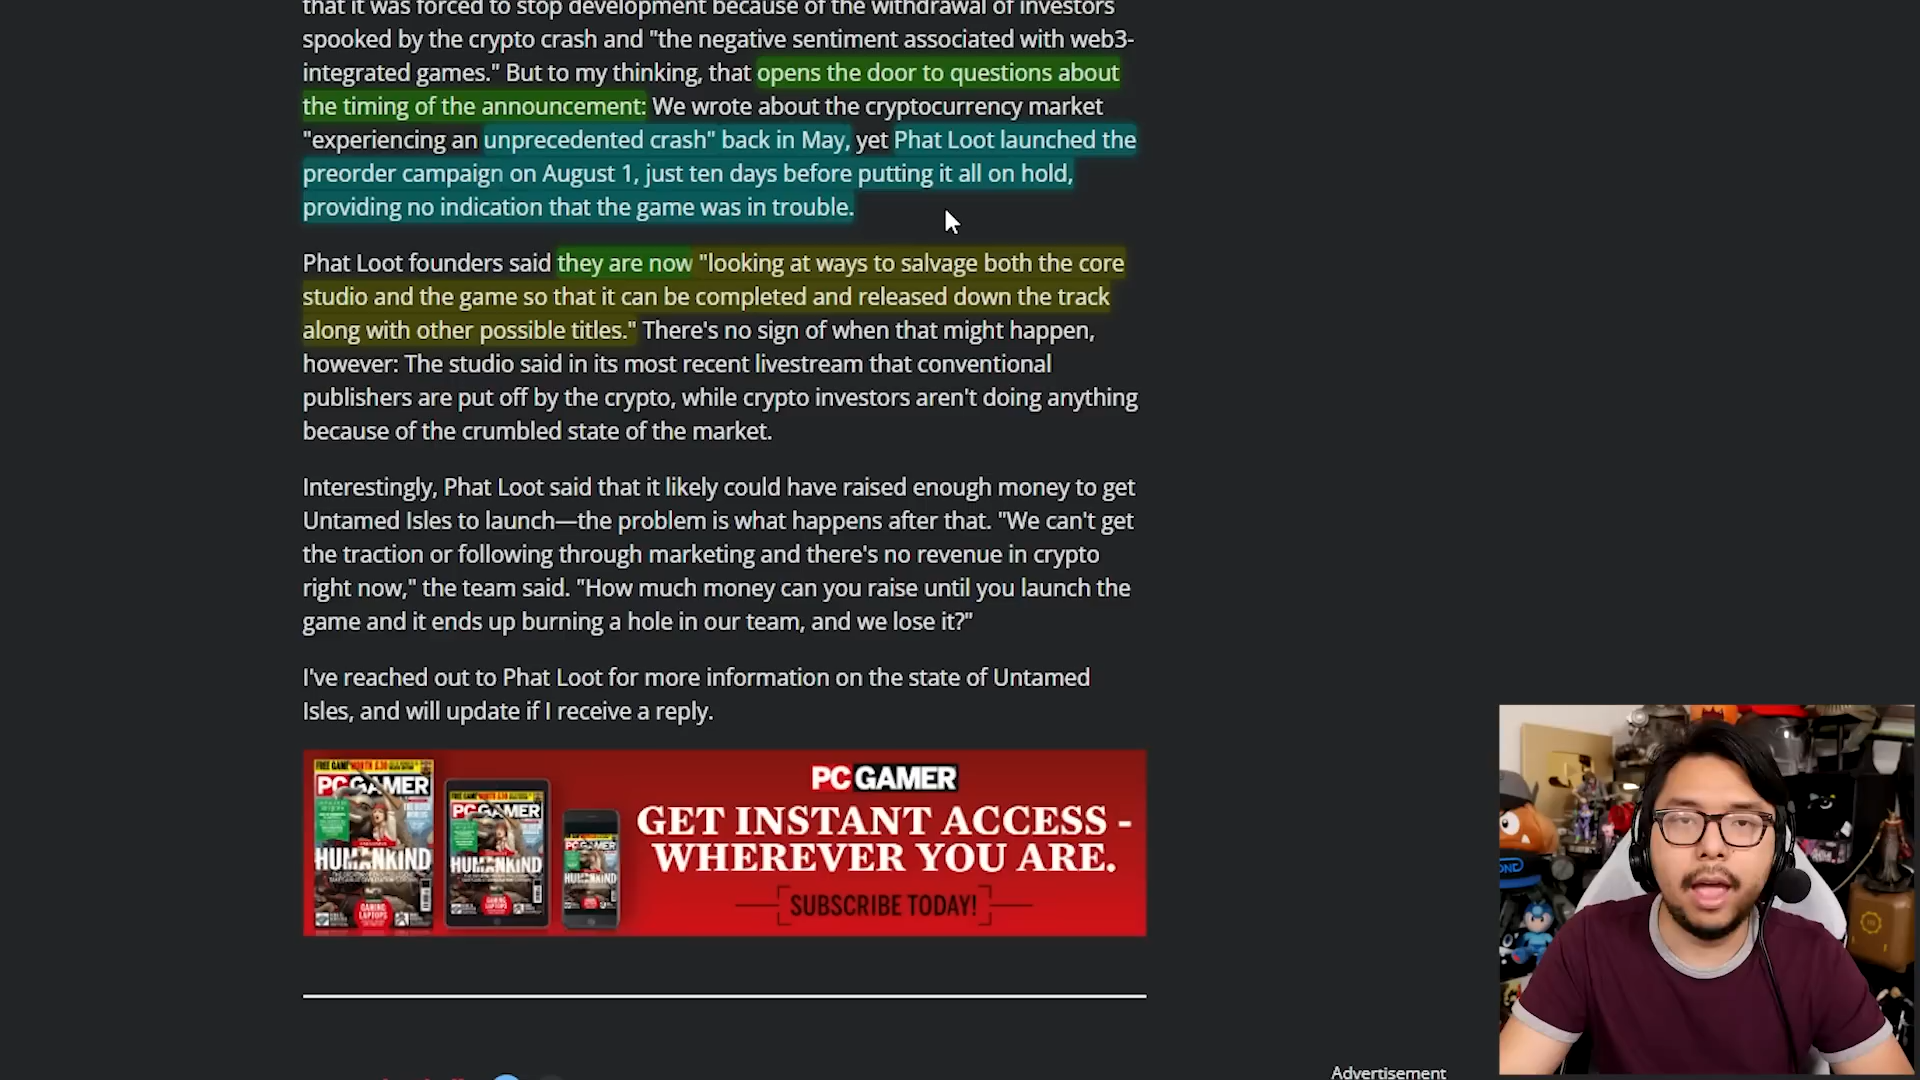 that it was forced to stop development because of the withdrawal of investors
spooked by the crypto crash and "the negative sentiment associated with web3-
integrated games." But to my thinking, that opens the door to questions about
the timing of the announcement: We wrote about the cryptocurrency market
"experiencing an unprecedented crash" back in May, yet Phat Loot launched the
preorder campaign on August 1, just ten days before putting it all on hold,
providing no indication that the game was in trouble.
Phat Loot founders said they are now "looking at ways to salvage both the core
studio and the game so that it can be completed and released down the track
along with other possible titles." There's no sign of when that might happen,
however: The studio said in its most recent livestream that conventional
publishers are put off by the crypto, while crypto investors aren't doing anything
because of the crumbled state of the market.
Interestingly, Phat Loot said that it likely could have raised enough money to get
Untamed Isles to launch—the problem is what happens after that. "We can't get
the traction or following through marketing and there's no revenue in crypto
right now," the team said. "How much money can you raise until you launch the
game and it ends up burning a hole in our team, and we lose it?"
I've reached out to Phat Loot for more information on the state of Untamed
Isles, and will update if I receive a reply.
PC GAMER
GET INSTANT ACCESS -
WHEREVER YOU ARE.
SUBSCRIBE TODAY!
PC GAMER
HUMANKIND
PC GAMER
HUMANKIND
PC GAMER
HUMANKIND
Advertisement